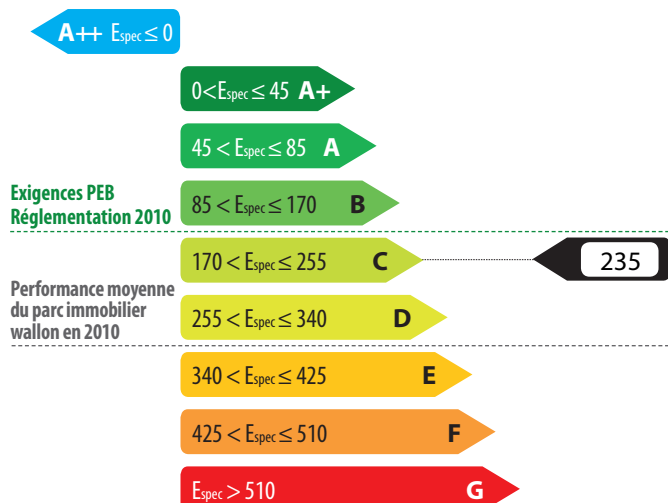 A++ Espec ≤ 0
0<Espec ≤ 45 A+
45 < Espec ≤ 85 A
Exigences PEB
Réglementation 2010
85 < Espec ≤ 170 B
170 < Espec ≤ 255 C
235
Performance moyenne
du parc immobilier
wallon en 2010
255 < Espec ≤ 340 D
340 < Espec ≤ 425 E
425 < Espec ≤ 510 F
Espec > 510 G